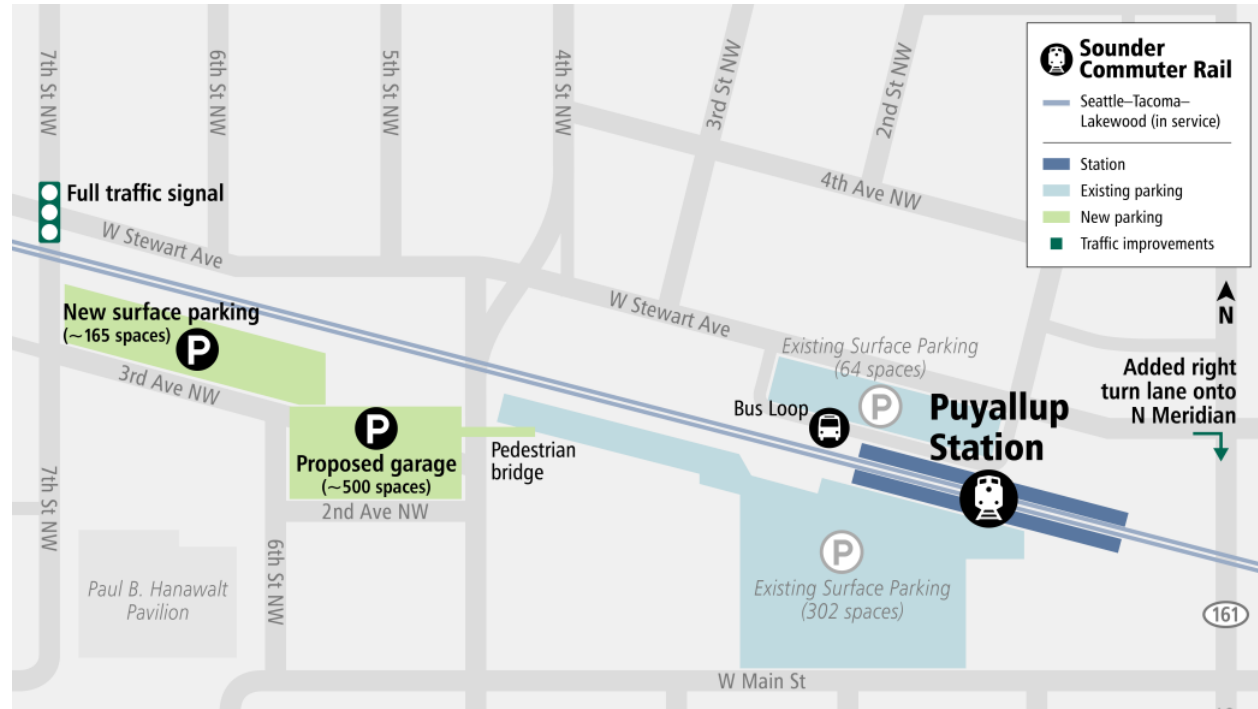 7th St NW
6th St NW
5th St NW
4th St NW
3rd St NW
2nd St NW
Sounder
Commuter Rail
Seattle–Tacoma–
Lakewood (in service)
Station
Existing parking
New parking
Traffic improvements
Full traffic signal
4th Ave NW
W Stewart Ave
N
New surface parking
(~165 spaces)
P
W Stewart Ave
3rd Ave NW
Existing Surface Parking
(64 spaces)
P
Added right
turn lane onto
N Meridian
Bus Loop
Puyallup
Station
P
Proposed garage
(~500 spaces)
Pedestrian
bridge
2nd Ave NW
7th St NW
6th St NW
P
Existing Surface Parking
(302 spaces)
Paul B. Hanawalt
Pavilion
161
W Main St